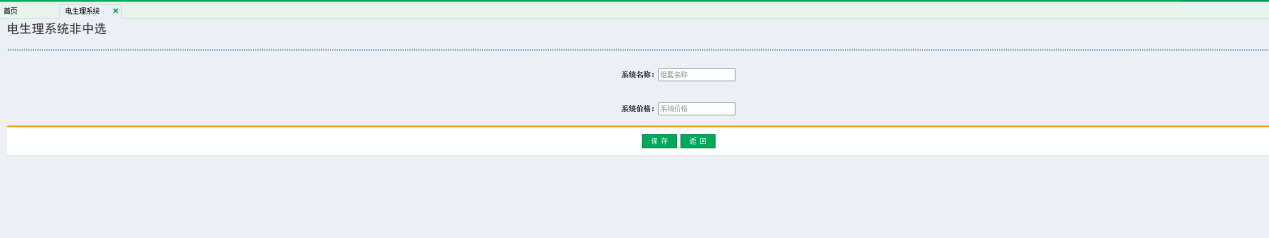 首页
电生理系统 ×
电生理系统非中选
系统名称: 组套名称
系统价格: 系统价格
保 存 返 回